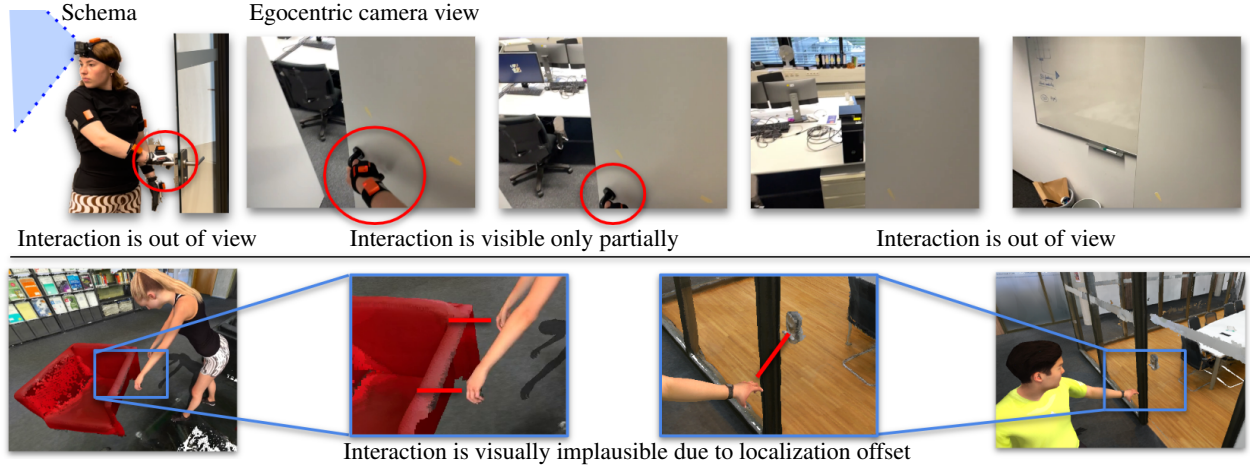 Schema
Egocentric camera view
Interaction is out of view
Interaction is visible only partially
Interaction is out of view
Interaction is visually implausible due to localization offset